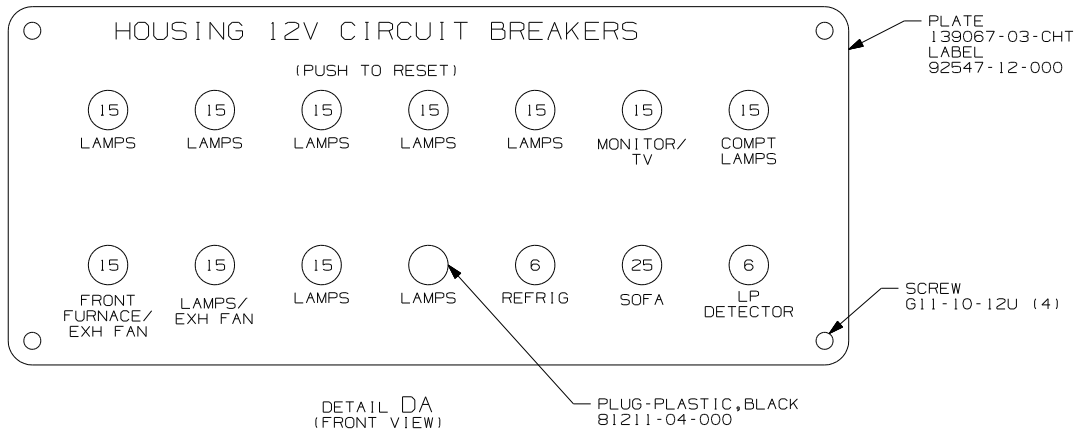 HOUSING 12V CIRCUIT BREAKERS
(PUSH TO RESET)
PLATE
139067-03-CHT
LABEL
92547-12-000
15 15 15 15 15 15 15
LAMPS LAMPS LAMPS LAMPS LAMPS MONITOR/ COMPT
TV LAMPS
15 15 15 6 25 6
FRONT LAMPS/ LAMPS LAMPS REFRIG SOFA LP
FURNACE/ EXH FAN DETECTOR
EXH FAN
SCREW
G11-10-12U (4)
DETAIL DA
(FRONT VIEW)
PLUG-PLASTIC,BLACK
81211-04-000